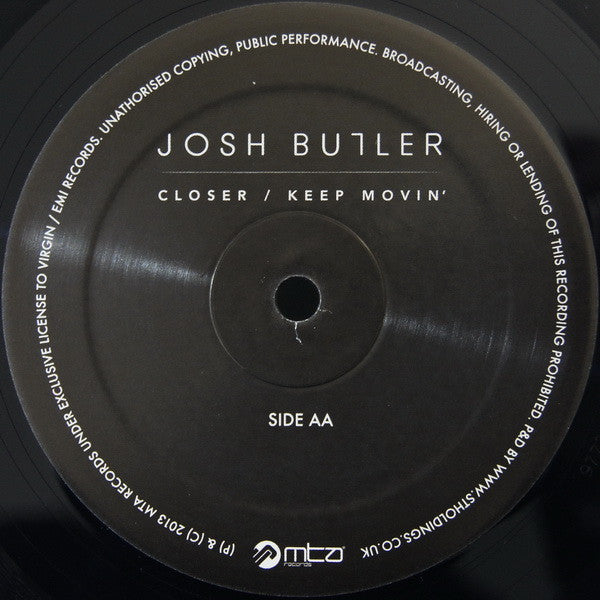 JOSH BUTLER
CLOSER / KEEP MOVIN'
SIDE AA
mta
records
(P) & (C) 2013 MTA RECORDS UNDER EXCLUSIVE LICENSE TO VIRGIN / EMI RECORDS. UNATHORISED COPYING, PUBLIC PERFORMANCE. BROADCASTING, HIRING OR LENDING OF THIS RECORDING PROHIBITED. P&D BY WWW.STHOLDINGS.CO.UK